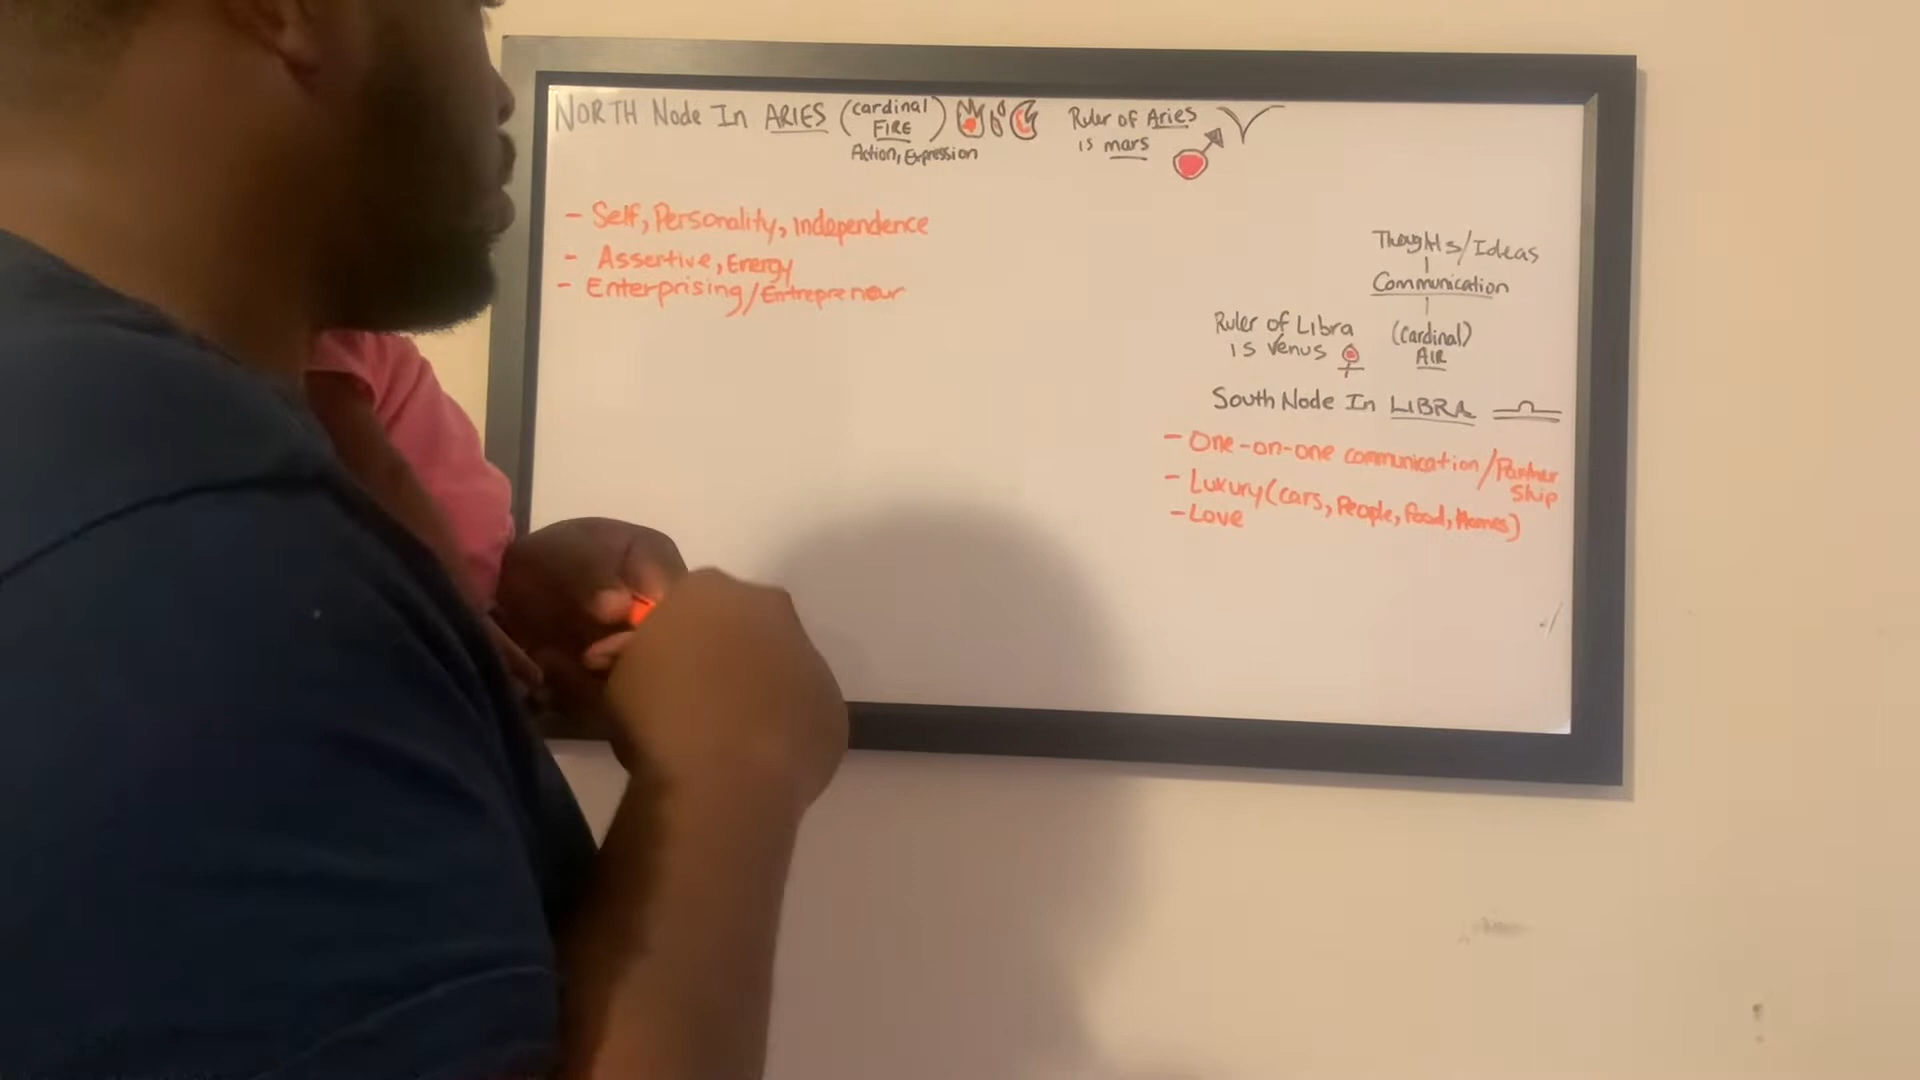 NORTH Node In ARIES (cardinal FIRE)
Action, Expression
Ruler of Aries
is mars
- Self, Personality, Independence
- Assertive, Energy
- Enterprising/Entrepreneur
Thoughts/Ideas
Communication
(cardinal)
AIR
Ruler of Libra
is Venus
South Node In LIBRA
- One-on-one communication/Partner
Ship
- Luxury (cars, People, Food, Homes)
- Love